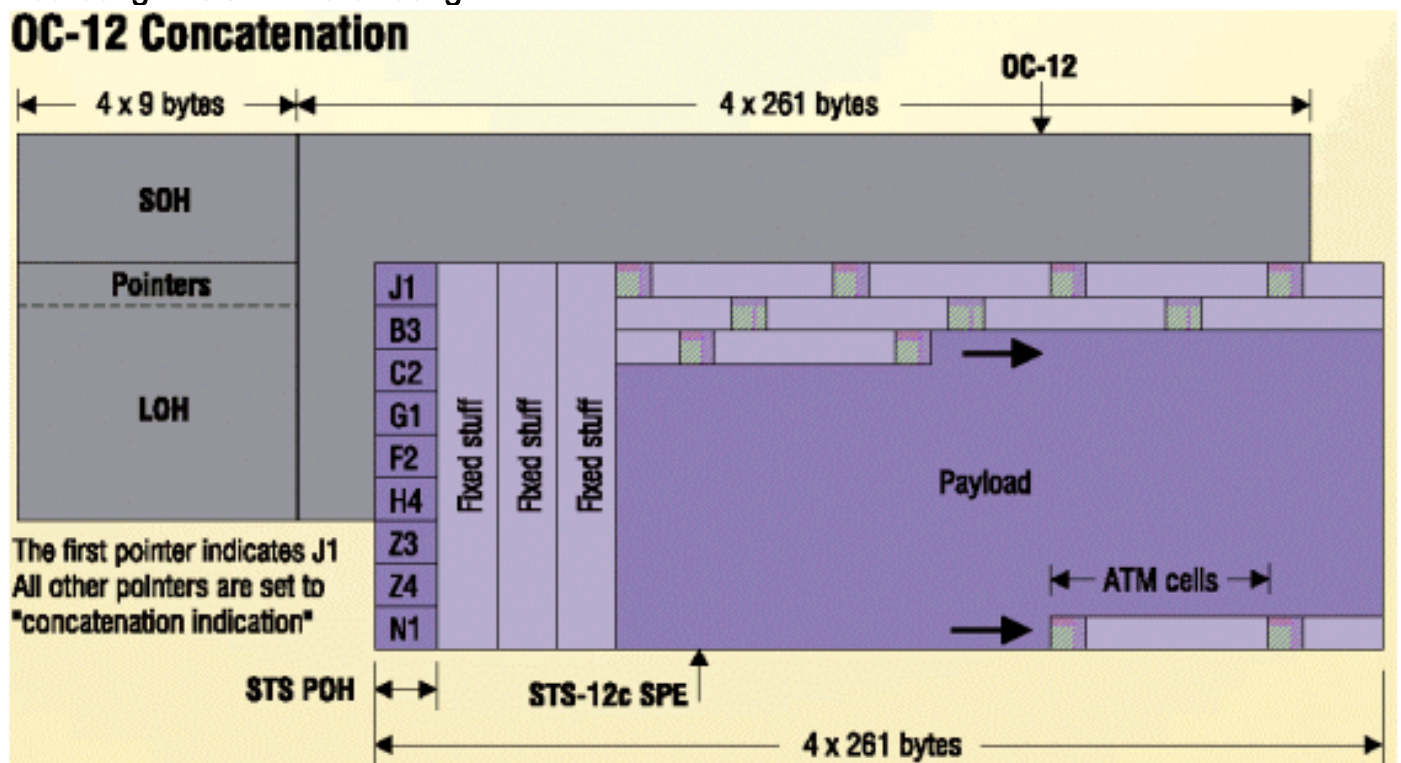 OC-12 Concatenation
OC-12
4 x 9 bytes
4 x 261 bytes
SOH
Pointers
LOH
J1
B3
C2
G1
F2
H4
Z3
Z4
N1
Fixed stuff
Fixed stuff
Fixed stuff
Payload
ATM cells
The first pointer indicates J1
All other pointers are set to
"concatenation indication"
STS POH
STS-12c SPE
4 x 261 bytes